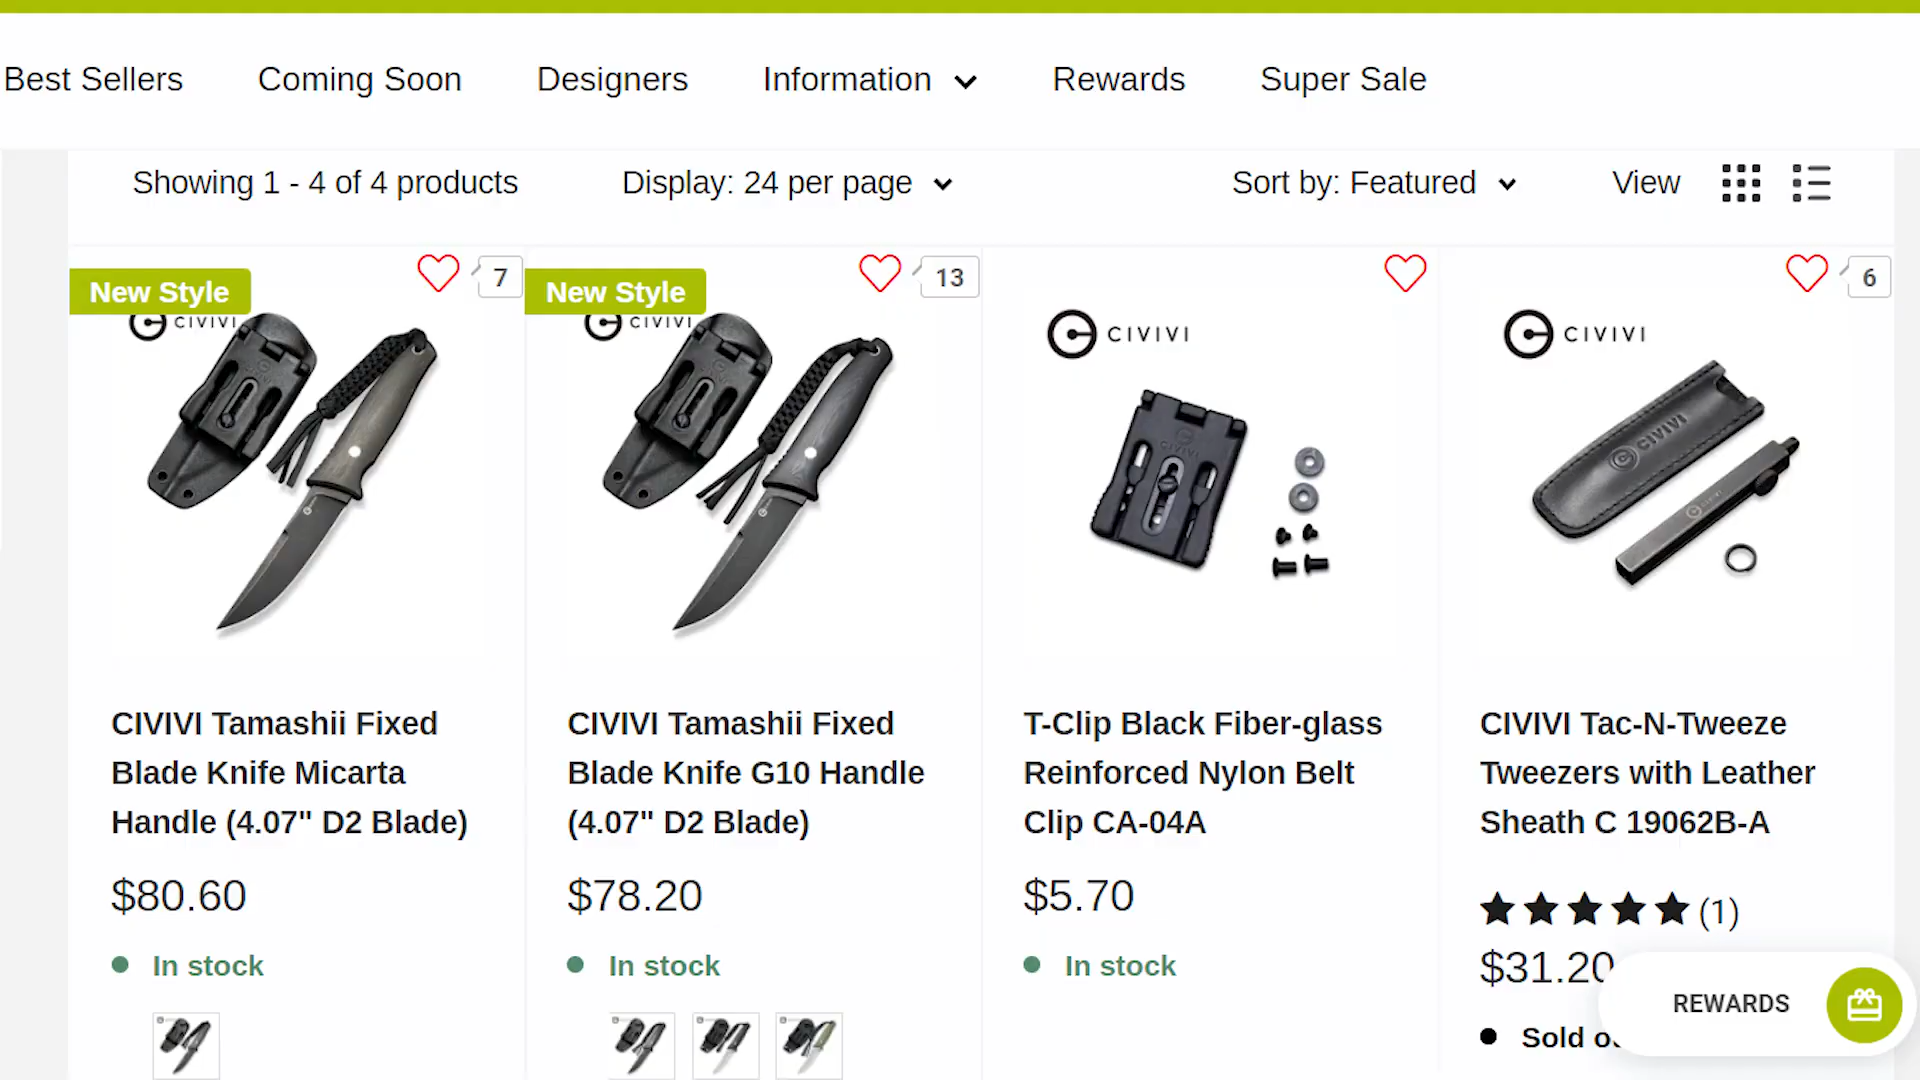 Best Sellers
Coming Soon
Designers
Information
Rewards
Super Sale
Showing 1 - 4 of 4 products
Display: 24 per page
Sort by: Featured
View
New Style
7
New Style
13
6
CIVIVI
CIVIVI
CIVIVI
CIVIVI
CIVIVI Tamashii Fixed
Blade Knife Micarta
Handle (4.07" D2 Blade)
$80.60
In stock
CIVIVI Tamashii Fixed
Blade Knife G10 Handle
(4.07" D2 Blade)
$78.20
In stock
T-Clip Black Fiber-glass
Reinforced Nylon Belt
Clip CA-04A
$5.70
In stock
CIVIVI
CIVIVI Tac-N-Tweeze
Tweezers with Leather
Sheath C 19062B-A
(1)
$31.20
Sold
REWARDS